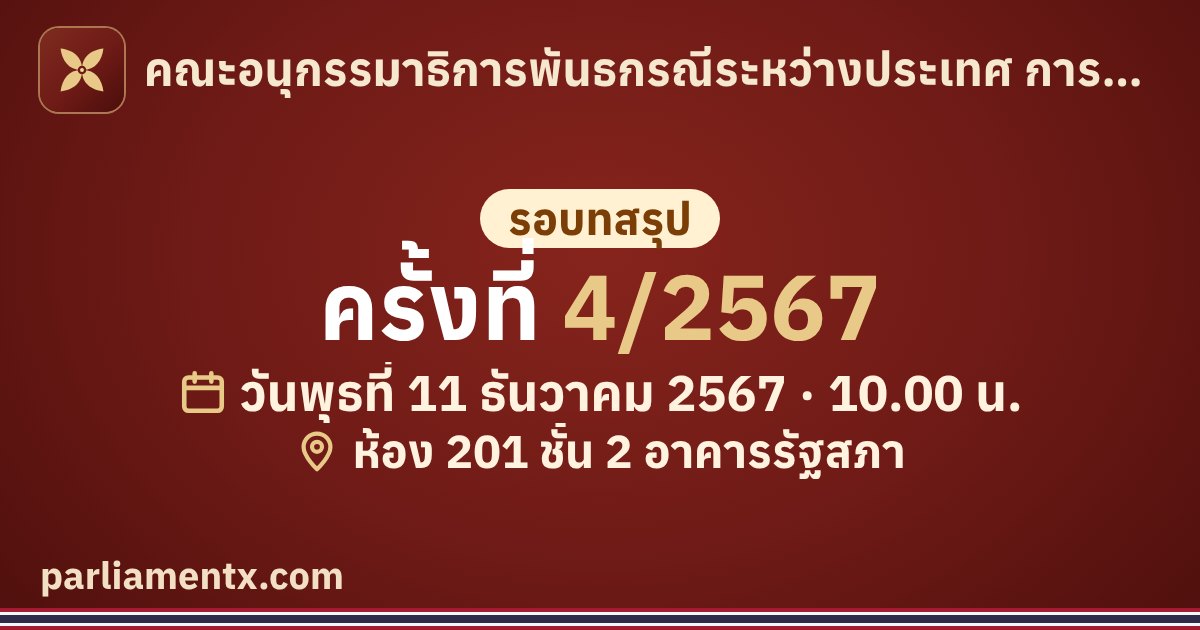 คณะอนุกรรมาธิการพันธกรณีระหว่างประเทศ การ...
รอบทสรุป
ครั้งที่ 4/2567
วันพุธที่ 11 ธันวาคม 2567 · 10.00 น.
ห้อง 201 ชั้น 2 อาคารรัฐสภา
parliamentx.com